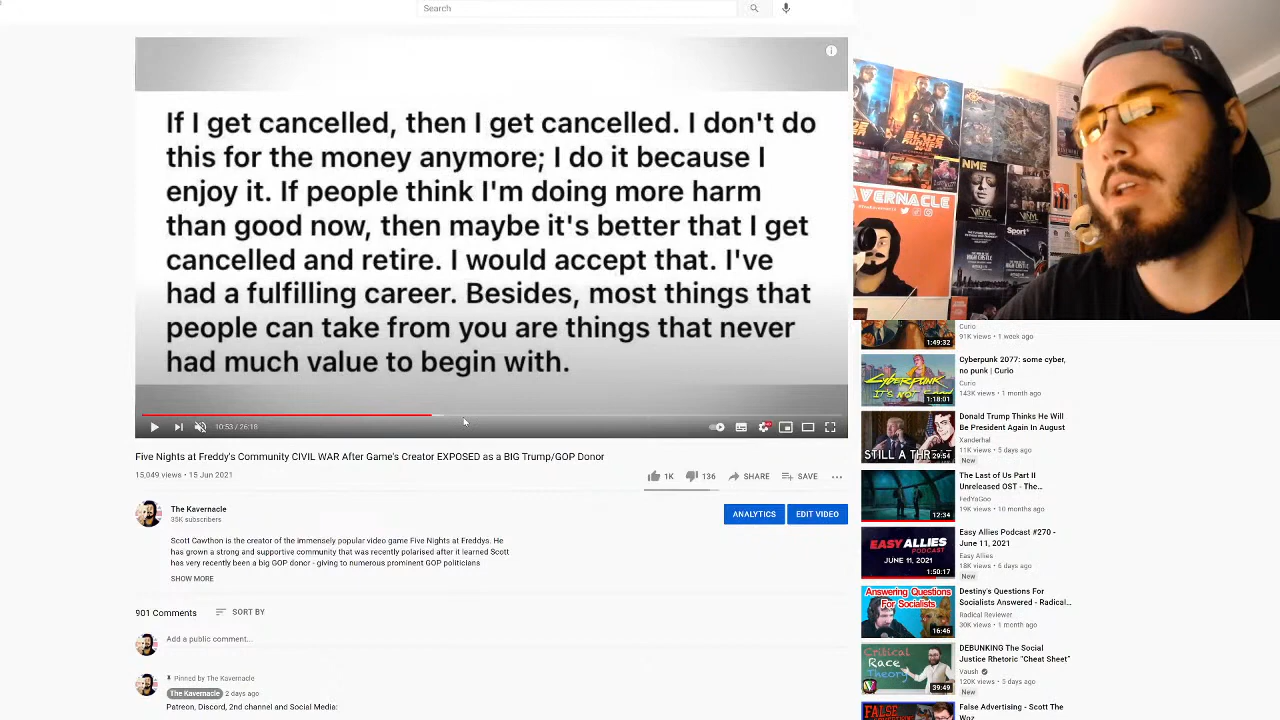 Search
If I get cancelled, then I get cancelled. I don't do
this for the money anymore; I do it because I
enjoy it. If people think I'm doing more harm
than good now, then maybe it's better that I get
cancelled and retire. I would accept that. I've
had a fulfilling career. Besides, most things that
people can take from you are things that never
had much value to begin with.
10:53 / 26:18
Five Nights at Freddy's Community CIVIL WAR After Game's Creator EXPOSED as a BIG Trump/GOP Donor
15,049 views • 15 Jun 2021
1K
136
SHARE
SAVE
The Kavernacle
35K subscribers
ANALYTICS
EDIT VIDEO
Scott Cawthon is the creator of the immensely popular video game Five Nights at Freddys. He
has grown a strong and supportive community that was recently polarised after it learned Scott
has very recently been a big GOP donor - giving to numerous prominent GOP politicians
SHOW MORE
901 Comments
SORT BY
Add a public comment...
Pinned by The Kavernacle
The Kavernacle 2 days ago
Patreon, Discord, 2nd channel and Social Media:
BLADE
RUNNER
NME
VINYL
VINYL
Sport
AVERNACLE
HIGH CASTLE
Curio
91K views • 1 week ago
1:49:32
Cyberpunk 2077: some cyber,
no punk | Curio
Curio
143K views • 1 month ago
1:18:01
Donald Trump Thinks He Will
Be President Again In August
Xanderhal
11K views • 5 days ago
New
STILL A THREAT
29:54
The Last of Us Part II
Unreleased OST - The...
FedYaGoo
19K views • 10 months ago
12:34
Easy Allies Podcast #270 -
June 11, 2021
Easy Allies
18K views • 6 days ago
New
EASY ALLIES
PODCAST
JUNE 11, 2021
1:50:17
Destiny's Questions For
Socialists Answered - Radical...
Radical Reviewer
30K views • 1 month ago
Answering Questions
For Socialists
16:46
DEBUNKING The Social
Justice Rhetoric "Cheat Sheet"
Vaush
120K views • 5 days ago
New
Critical
Race
Theory
39:49
False Advertising - Scott The
Woz
FALSE